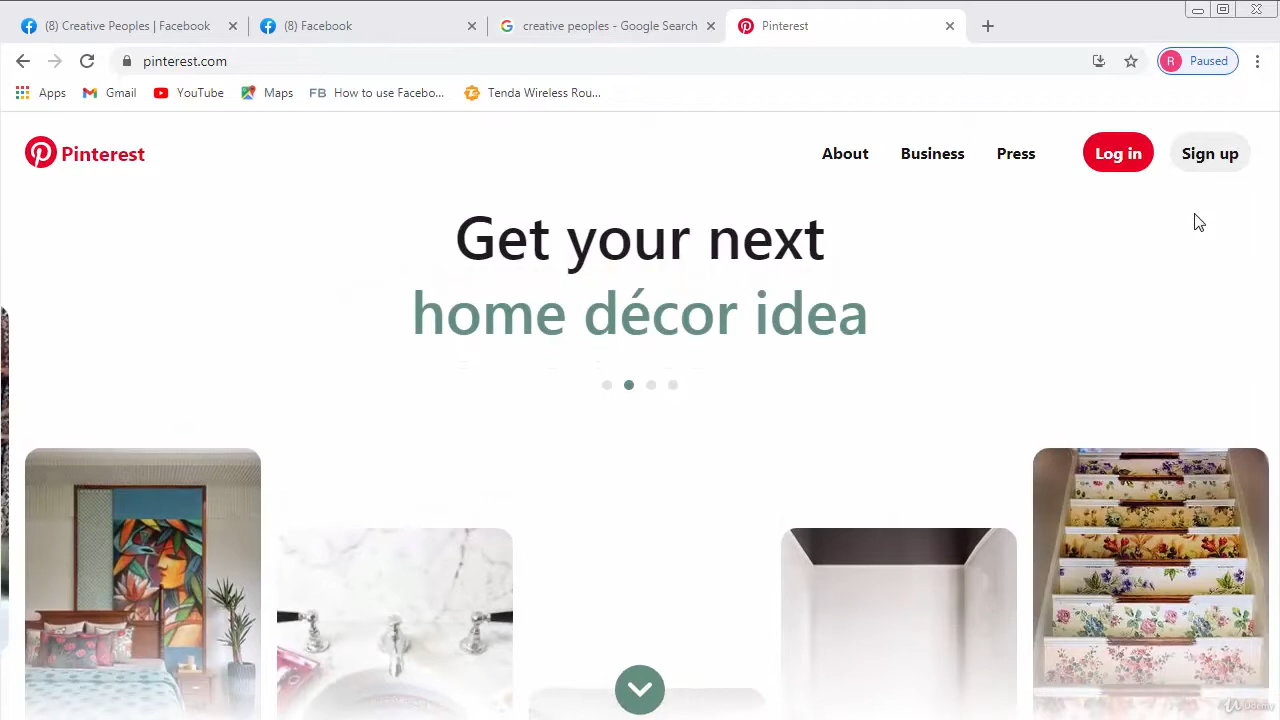 (8) Creative Peoples | Facebook
(8) Facebook
creative peoples - Google Search
Pinterest
pinterest.com
R Paused
Apps
Gmail
YouTube
Maps
FB How to use Facebo...
Tenda Wireless Rou...
Pinterest
About
Business
Press
Log in
Sign up
Get your next
home décor idea
Udemy